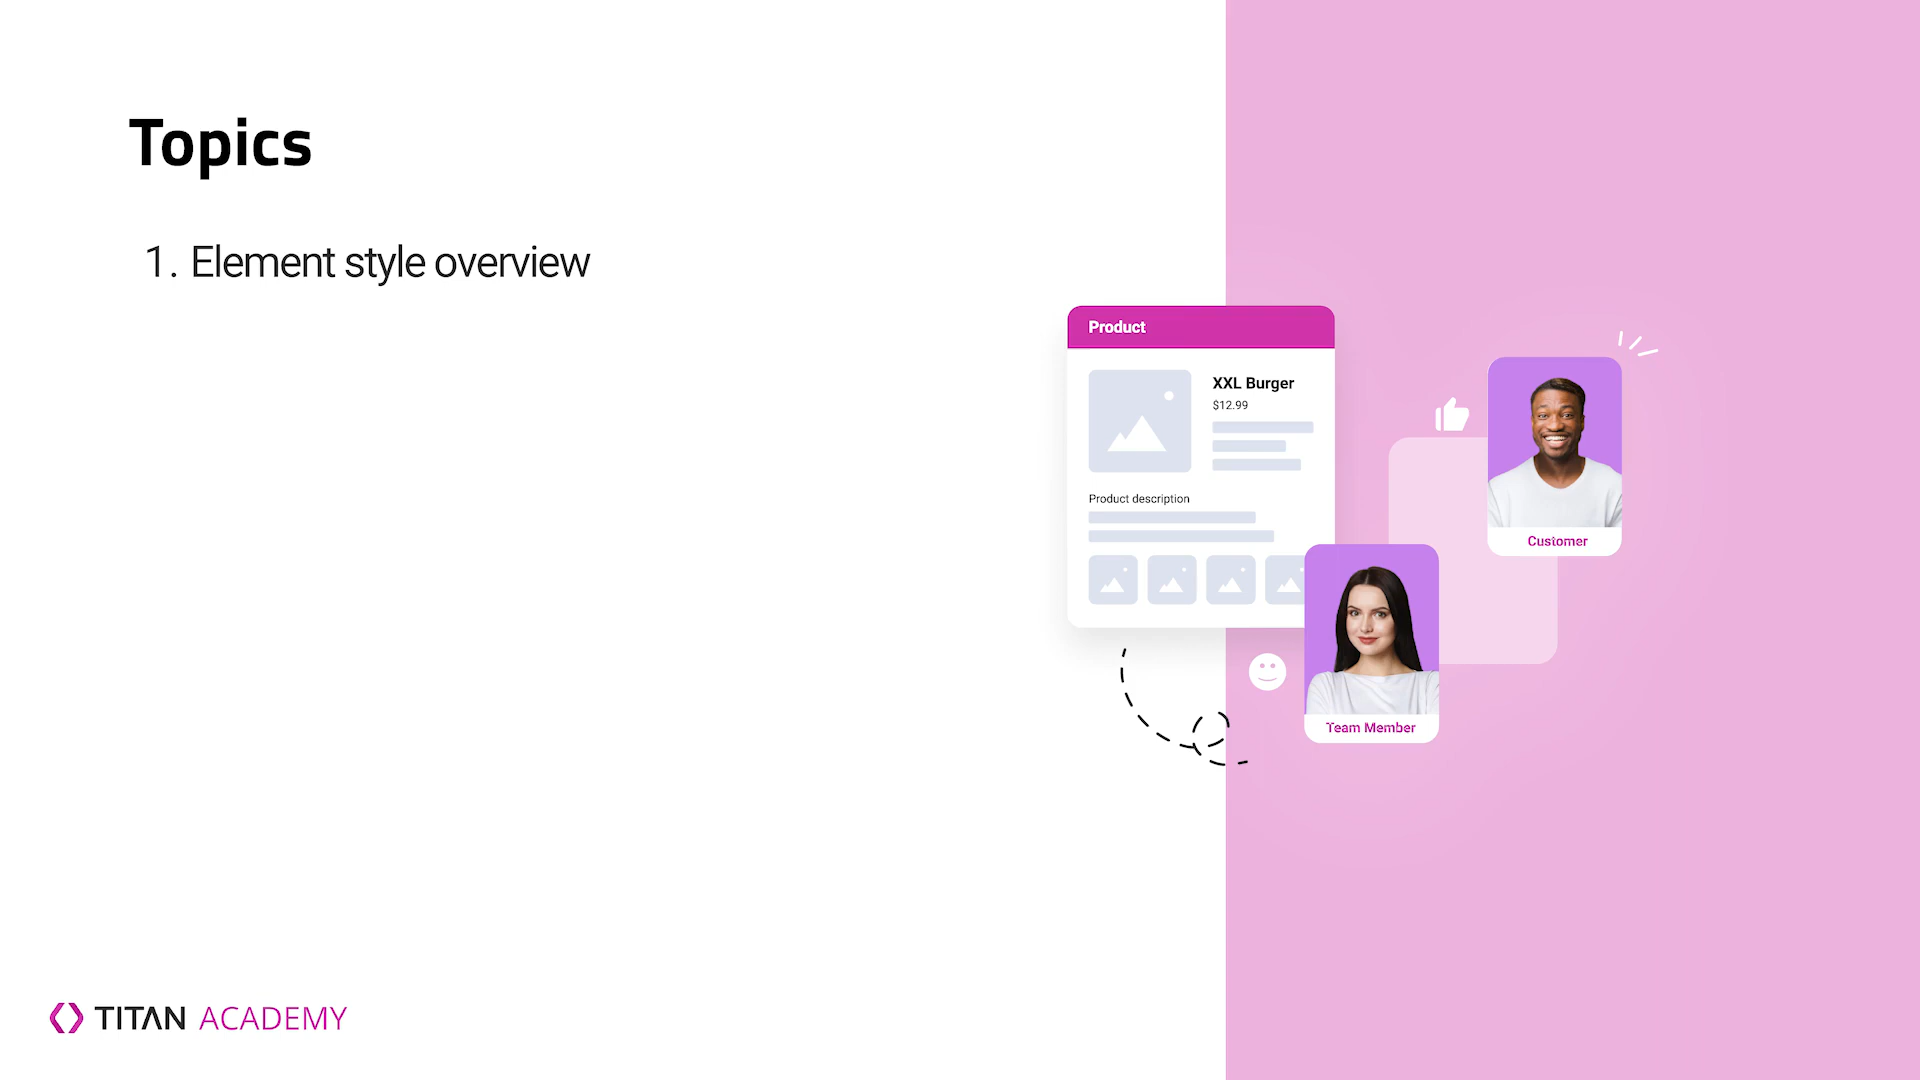 Topics
1. Element style overview
Product
XXL Burger
$12.99
Product description
Customer
Team Member
TITAN ACADEMY